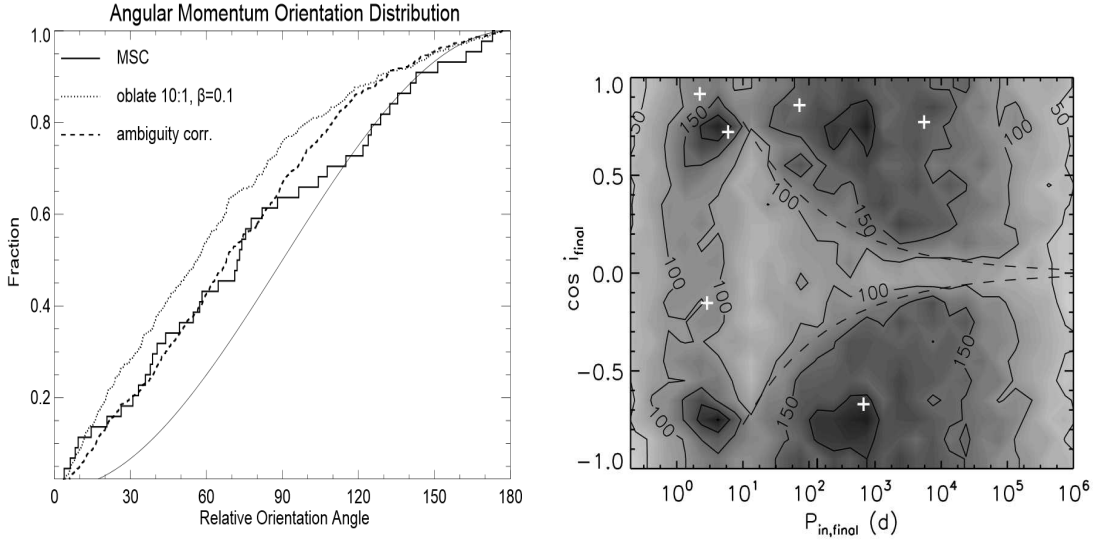 Angular Momentum Orientation Distribution
1.0
MSC
oblate 10:1, β=0.1
ambiguity corr.
0.8
0.6
0.4
0.2
Fraction
0 30 60 90 120 150 180
Relative Orientation Angle
1.0
0.5
0.0
−0.5
−1.0
cos i_final
50
150
100
50
100
150
100
100
100
150
150
100
10^0 10^1 10^2 10^3 10^4 10^5 10^6
P_in,final (d)